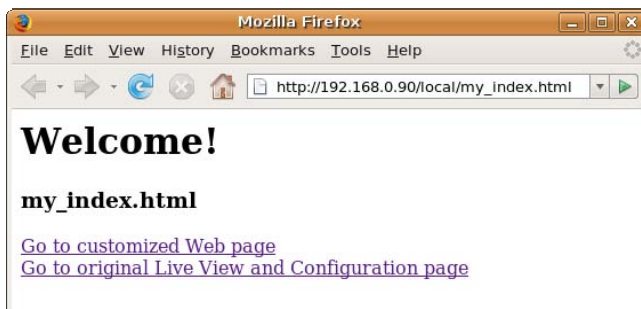 Mozilla Firefox
File Edit View History Bookmarks Tools Help
http://192.168.0.90/local/my_index.html
Welcome!
my_index.html
Go to customized Web page
Go to original Live View and Configuration page